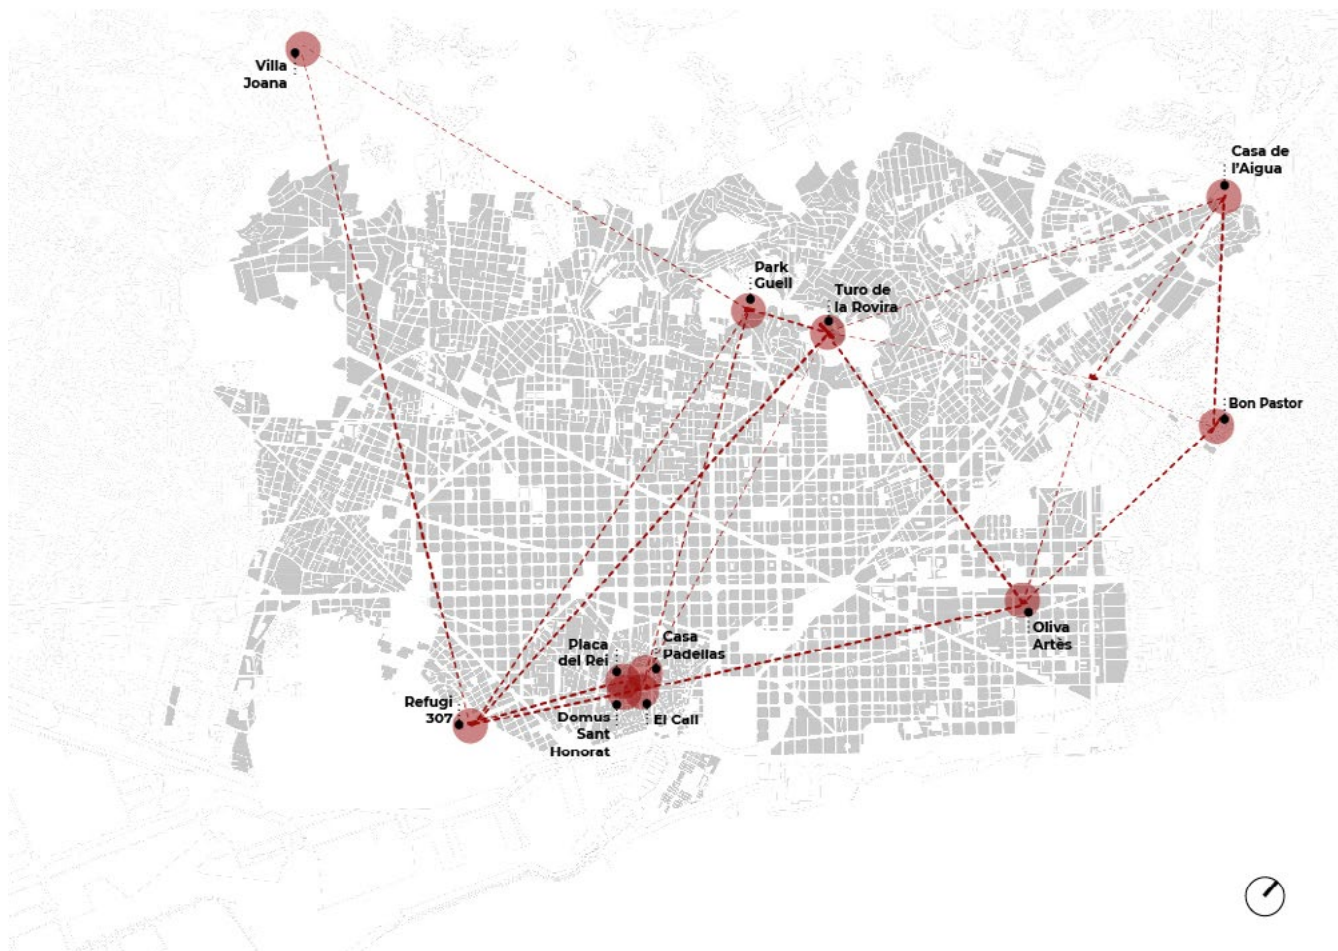 Villa
Joana
Casa de
l'Aigua
Park
Guell
Turo de
la Rovira
Bon Pastor
Oliva
Artès
Casa
Padellas
Placa
del Rei
Refugi
307
Domus
Sant
Honorat
El Call